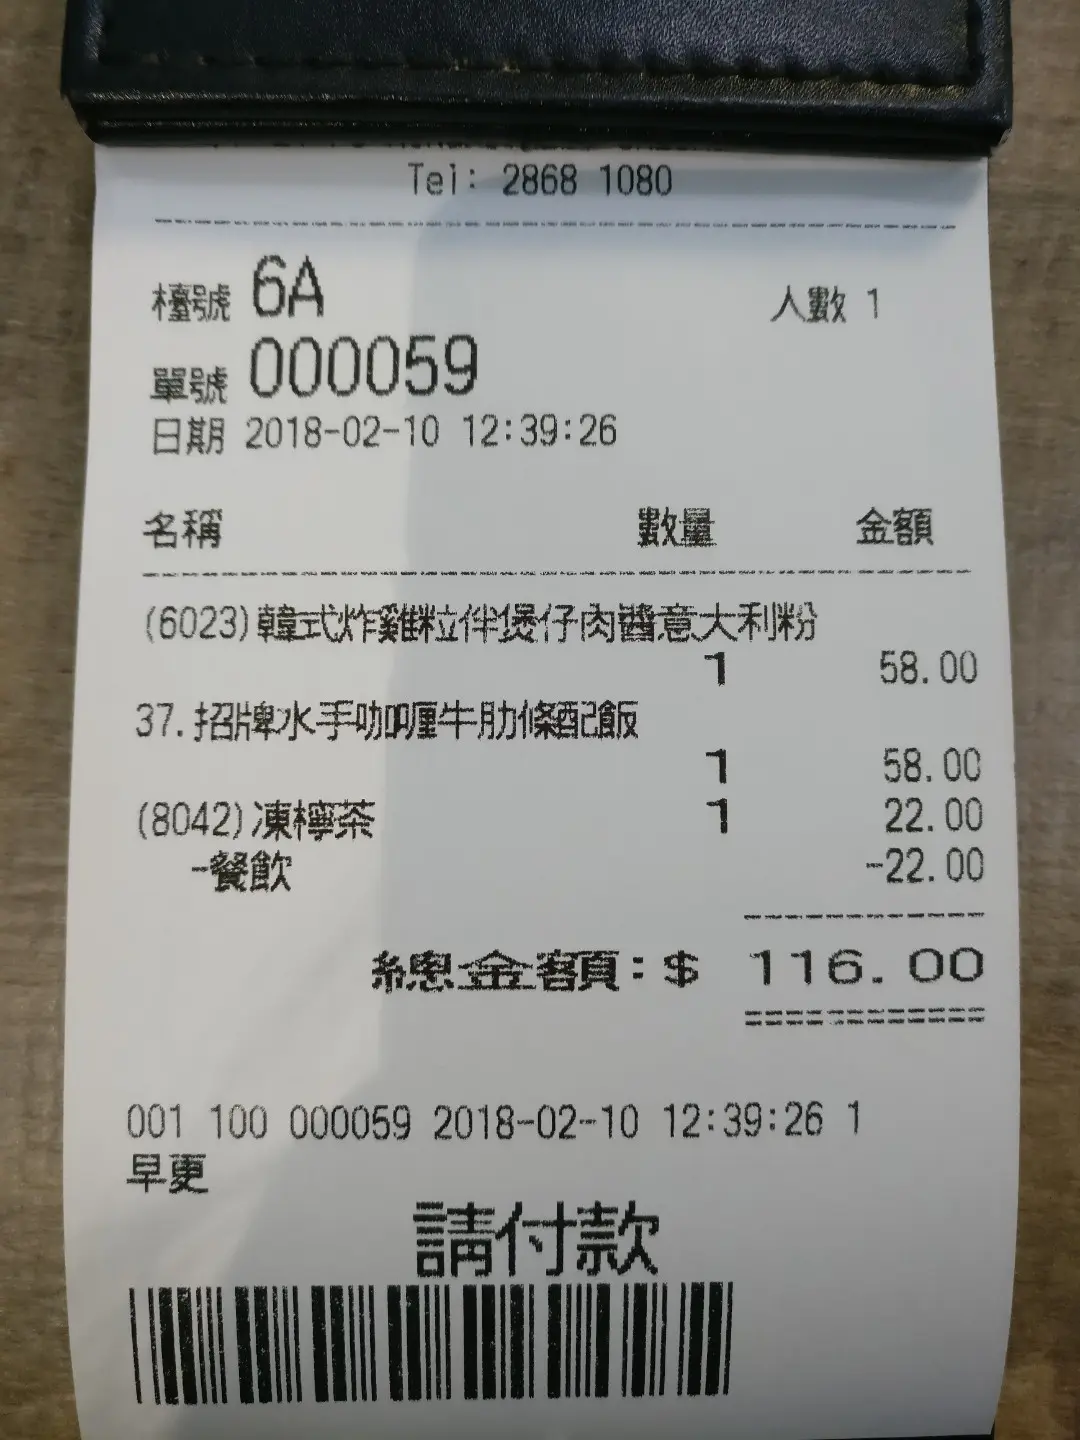 Tel: 2868 1080
檯號 6A 人數 1
單號 000059
日期 2018-02-10 12:39:26
名稱 數量 金額
(6023)韓式炸雞粒伴煲仔肉醬意大利粉
1 58.00
37.招牌水手咖喱牛肋條配飯
1 58.00
(8042)凍檸茶 1 22.00
-餐飲 -22.00
總金額:$ 116.00
001 100 000059 2018-02-10 12:39:26 1
早更
請付款